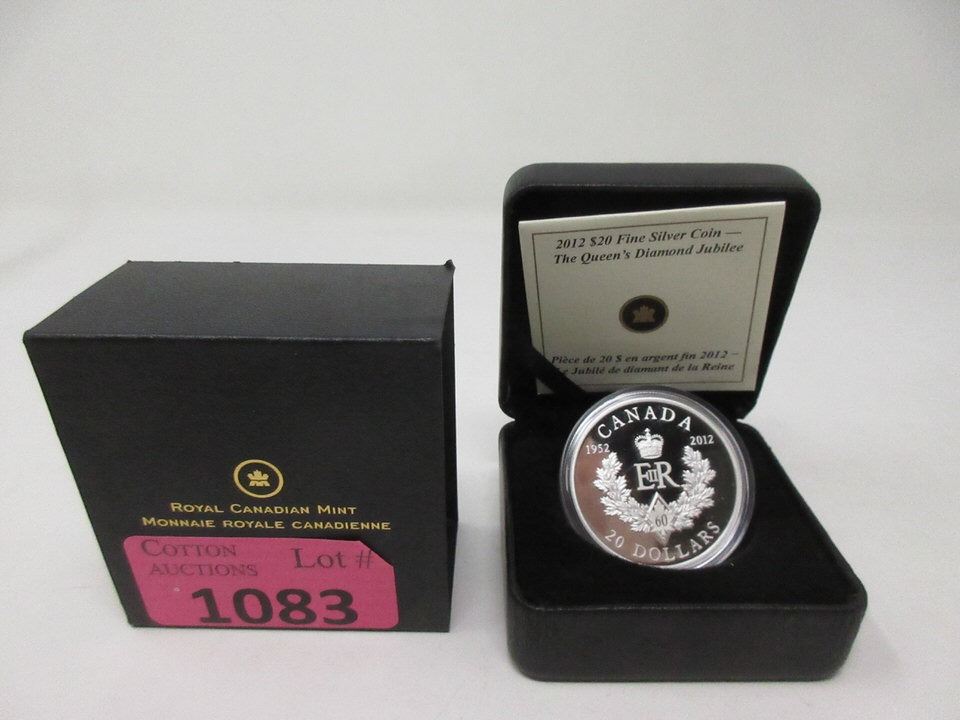 ROYAL CANADIAN MINT
MONNAIE ROYALE CANADIENNE
COTTON
AUCTIONS
Lot #
1083
2012 $20 Fine Silver Coin —
The Queen's Diamond Jubilee
Pièce de 20 $ en argent fin 2012 –
Le Jubilé de diamant de la Reine
CANADA
1952
2012
EIIR
60
20 DOLLARS